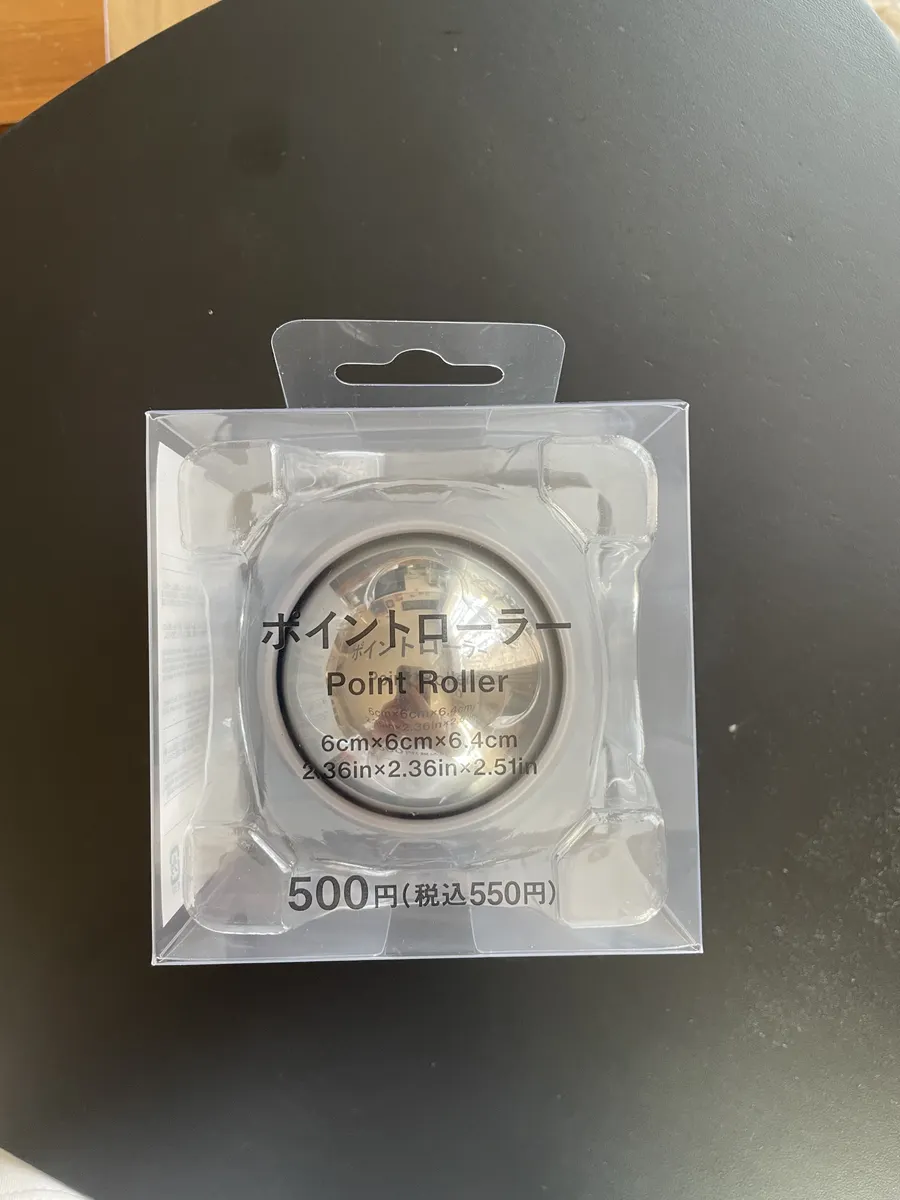 ポイントローラー
Point Roller
6cm×6cm×6.4cm
2.36in×2.36in×2.51in
500円(税込550円)